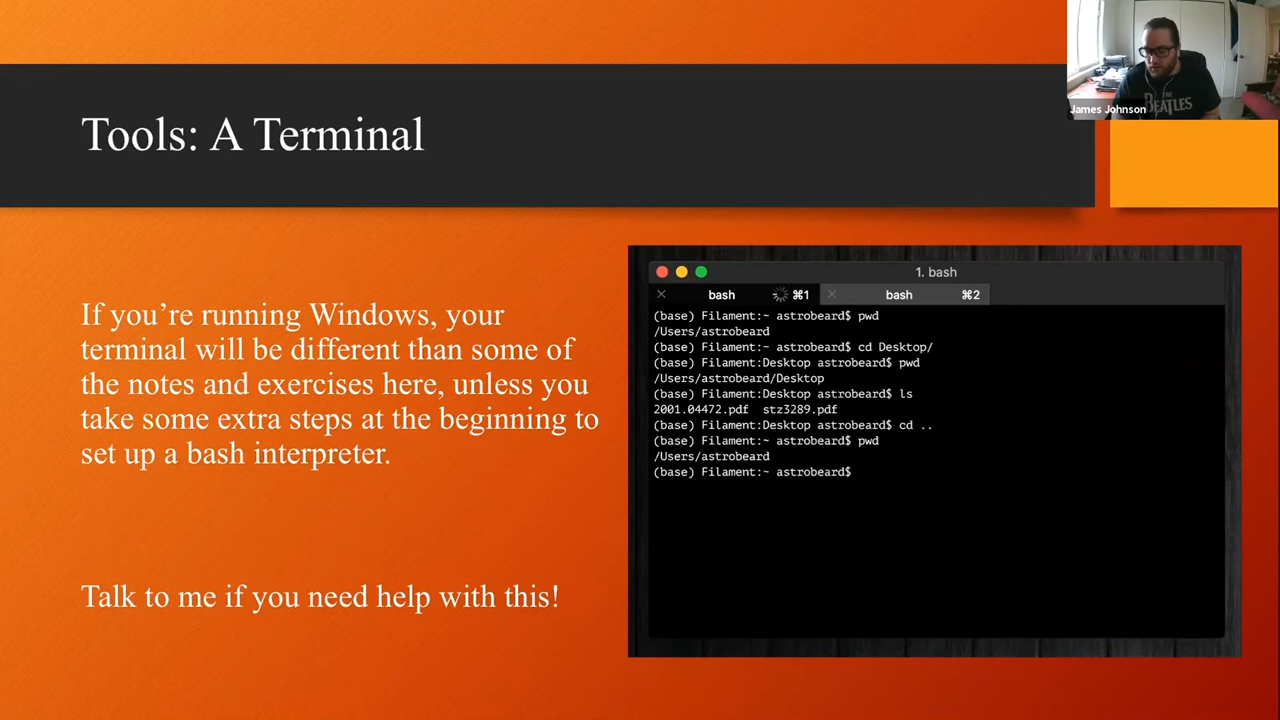 Tools: A Terminal
James Johnson
THE
BEATLES
If you’re running Windows, your
terminal will be different than some of
the notes and exercises here, unless you
take some extra steps at the beginning to
set up a bash interpreter.
Talk to me if you need help with this!
1. bash
bash ⌘1 bash ⌘2
(base) Filament:~ astrobeard$ pwd
/Users/astrobeard
(base) Filament:~ astrobeard$ cd Desktop/
(base) Filament:Desktop astrobeard$ pwd
/Users/astrobeard/Desktop
(base) Filament:Desktop astrobeard$ ls
2001.04472.pdf stz3289.pdf
(base) Filament:Desktop astrobeard$ cd ..
(base) Filament:~ astrobeard$ pwd
/Users/astrobeard
(base) Filament:~ astrobeard$